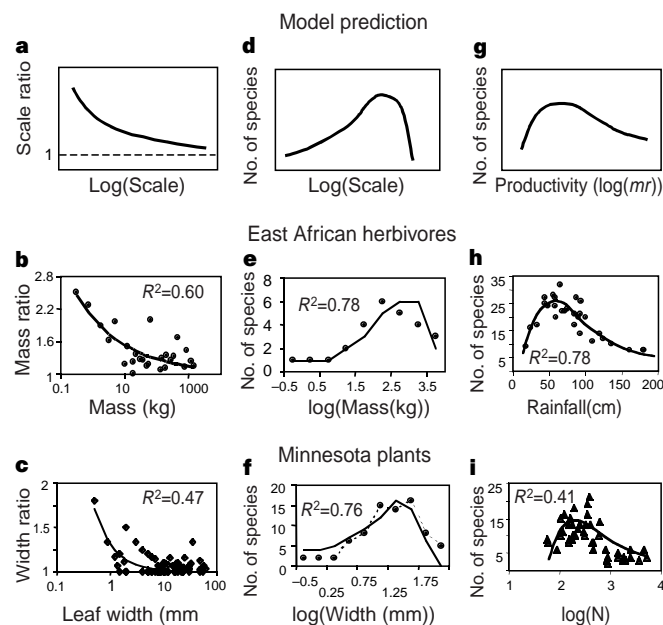 Model prediction
a
d
g
Scale ratio
1
Log(Scale)
No. of species
Log(Scale)
No. of species
Productivity (log(mr))
East African herbivores
b
e
h
Mass ratio
2.8
2.2
1.6
1
R²=0.60
0.1 10 1000
Mass (kg)
No. of species
8
6
4
2
0
R²=0.78
–0.5 0.5 1.5 2.5 3.5
log(Mass(kg))
No. of species
35
25
15
5
R²=0.78
0 50 100 150 200
Rainfall(cm)
Minnesota plants
c
f
i
Width ratio
2
1.5
1
R²=0.47
0.1 1 10 100
Leaf width (mm
No. of species
20
15
10
5
0
R²=0.76
–0.5 0.75 1.75
0.25 1.25
log(Width (mm))
No. of species
25
15
5
R²=0.41
1 2 3 4
log(N)